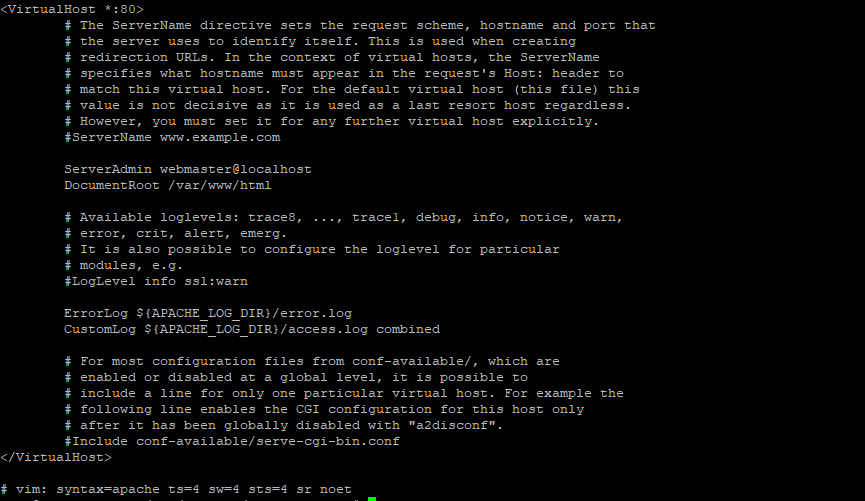 <VirtualHost *:80>
# The ServerName directive sets the request scheme, hostname and port that
# the server uses to identify itself. This is used when creating
# redirection URLs. In the context of virtual hosts, the ServerName
# specifies what hostname must appear in the request's Host: header to
# match this virtual host. For the default virtual host (this file) this
# value is not decisive as it is used as a last resort host regardless.
# However, you must set it for any further virtual host explicitly.
#ServerName www.example.com
ServerAdmin webmaster@localhost
DocumentRoot /var/www/html
# Available loglevels: trace8, ..., trace1, debug, info, notice, warn,
# error, crit, alert, emerg.
# It is also possible to configure the loglevel for particular
# modules, e.g.
#LogLevel info ssl:warn
ErrorLog ${APACHE_LOG_DIR}/error.log
CustomLog ${APACHE_LOG_DIR}/access.log combined
# For most configuration files from conf-available/, which are
# enabled or disabled at a global level, it is possible to
# include a line for only one particular virtual host. For example the
# following line enables the CGI configuration for this host only
# after it has been globally disabled with "a2disconf".
#Include conf-available/serve-cgi-bin.conf
</VirtualHost>
# vim: syntax=apache ts=4 sw=4 sts=4 sr noet